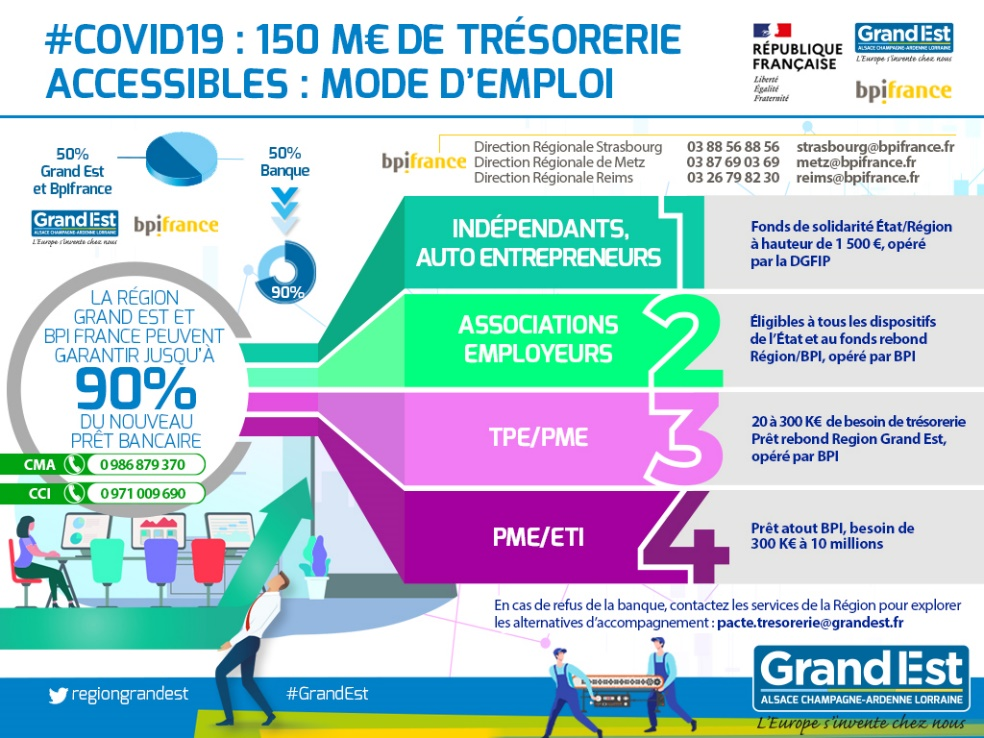 #COVID19 : 150 M€ DE TRÉSORERIE
ACCESSIBLES : MODE D'EMPLOI
RÉPUBLIQUE
FRANÇAISE
Liberté
Égalité
Fraternité
Grand Est
ALSACE CHAMPAGNE-ARDENNE LORRAINE
L'Europe s'invente chez nous
bpifrance
50%
Grand Est
et Bpifrance
50%
Banque
Grand Est
ALSACE CHAMPAGNE-ARDENNE LORRAINE
L'Europe s'invente chez nous
bpifrance
90%
bpifrance
Direction Régionale Strasbourg 03 88 56 88 56 strasbourg@bpifrance.fr
Direction Régionale de Metz 03 87 69 03 69 metz@bpifrance.fr
Direction Régionale Reims 03 26 79 82 30 reims@bpifrance.fr
LA RÉGION
GRAND EST ET
BPI FRANCE PEUVENT
GARANTIR JUSQU'À
90%
DU NOUVEAU
PRÊT BANCAIRE
CMA 0 986 879 370
CCI 0 971 009 690
INDÉPENDANTS,
AUTO ENTREPRENEURS
1
Fonds de solidarité État/Région
à hauteur de 1 500 €, opéré
par la DGFIP
ASSOCIATIONS
EMPLOYEURS
2
Éligibles à tous les dispositifs
de l'État et au fonds rebond
Région/BPI, opéré par BPI
TPE/PME
3
20 à 300 K€ de besoin de trésorerie
Prêt rebond Region Grand Est,
opéré par BPI
PME/ETI
4
Prêt atout BPI, besoin de
300 K€ à 10 millions
En cas de refus de la banque, contactez les services de la Région pour explorer
les alternatives d'accompagnement : pacte.tresorerie@grandest.fr
regiongrandest
#GrandEst
Grand Est
ALSACE CHAMPAGNE-ARDENNE LORRAINE
L'Europe s'invente chez nous